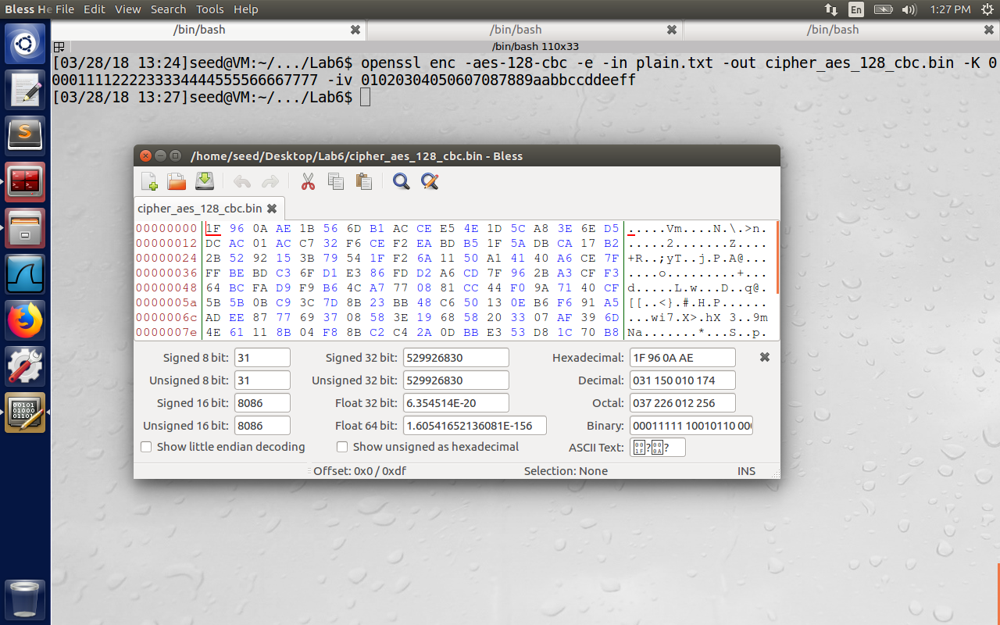 Bless He File Edit View Search Tools Help En 1:27 PM
/bin/bash /bin/bash /bin/bash
/bin/bash 110x33
[03/28/18 13:24]seed@VM:~/.../Lab6$ openssl enc -aes-128-cbc -e -in plain.txt -out cipher_aes_128_cbc.bin -K 0
0001111222233334444555566667777 -iv 01020304050607087889aabbccddeeff
[03/28/18 13:27]seed@VM:~/.../Lab6$
/home/seed/Desktop/Lab6/cipher_aes_128_cbc.bin - Bless
cipher_aes_128_cbc.bin
00000000 1F 96 0A AE 1B 56 6D B1 AC CE E5 4E 1D 5C A8 3E 6E D5 .....Vm....N.\.>n.
00000012 DC AC 01 AC C7 32 F6 CE F2 EA BD B5 1F 5A DB CA 17 B2 .....2.......Z....
00000024 2B 52 92 15 3B 79 54 1F F2 6A 11 50 A1 41 40 A6 CE 7F +R..;yT..j.P.A@...
00000036 FF BE BD C3 6F D1 E3 86 FD D2 A6 CD 7F 96 2B A3 CF F3 ....o.........+...
00000048 64 BC FA D9 F9 B6 4C A7 77 08 81 CC 44 F0 9A 71 40 CF d.....L.w...D..q@.
0000005a 5B 5B 0B C9 3C 7D 8B 23 BB 48 C6 50 13 0E B6 F6 91 A5 [[..<}.#.H.P......
0000006c AD EE 87 77 69 37 08 58 3E 19 68 58 20 33 07 AF 39 6D ...wi7.X>.hX 3..9m
0000007e 4E 61 11 8B 04 F8 8B C2 C4 2A 0D BB E3 53 D8 1C 70 B8 Na.......*...S..p.
Signed 8 bit: 31 Signed 32 bit: 529926830 Hexadecimal: 1F 96 0A AE
Unsigned 8 bit: 31 Unsigned 32 bit: 529926830 Decimal: 031 150 010 174
Signed 16 bit: 8086 Float 32 bit: 6.354514E-20 Octal: 037 226 012 256
Unsigned 16 bit: 8086 Float 64 bit: 1.60541652136081E-156 Binary: 00011111 10010110 000
Show little endian decoding Show unsigned as hexadecimal ASCII Text: ??
Offset: 0x0 / 0xdf Selection: None INS